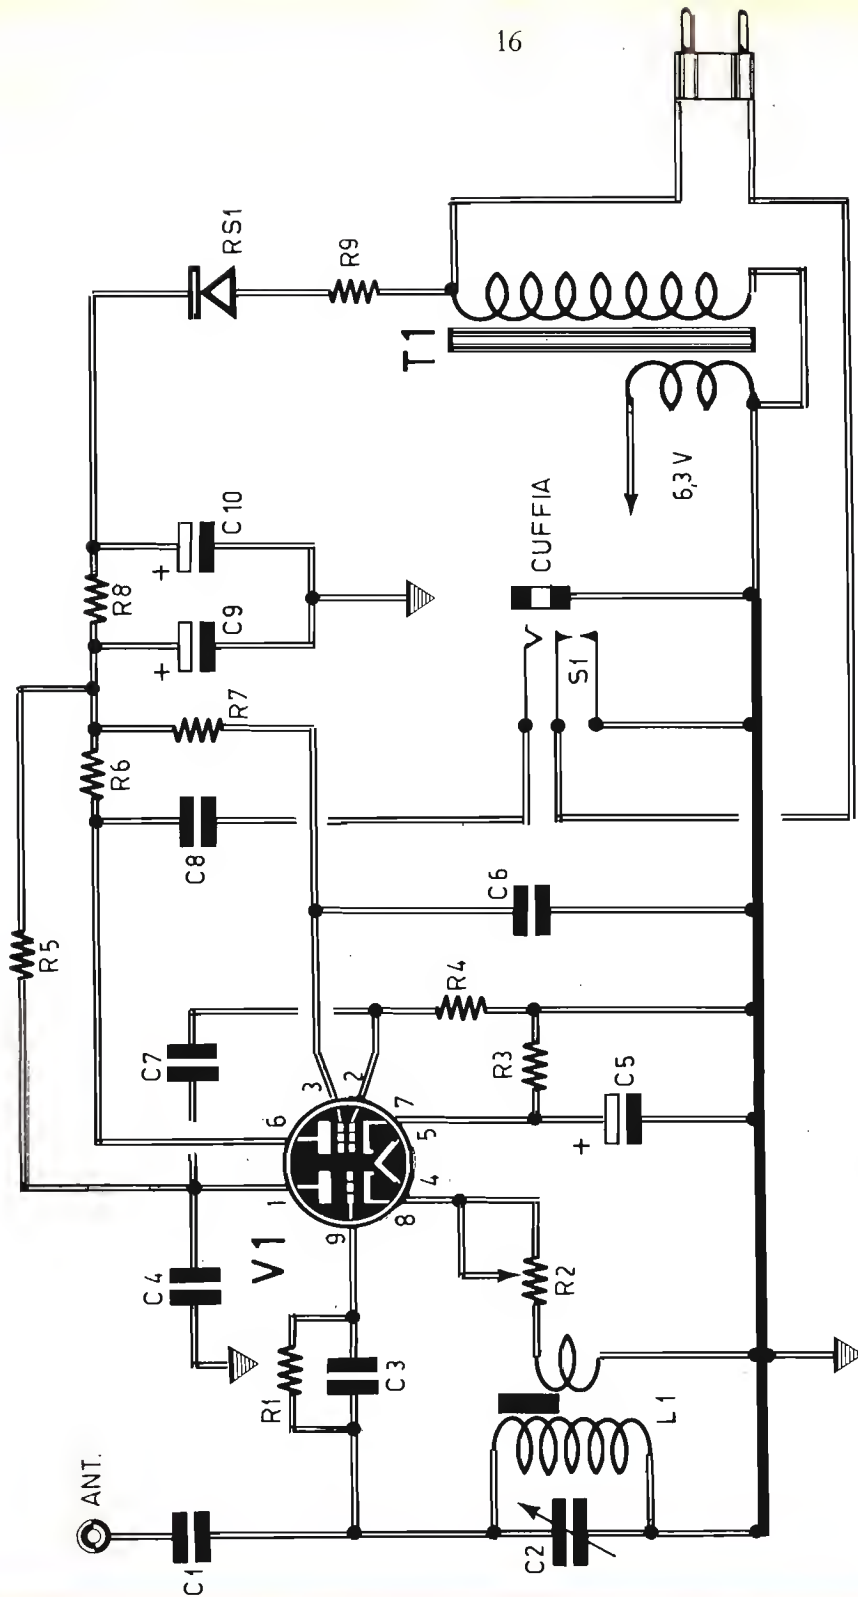 16
ANT.
C1
C2
L1
R1
C3
C4
V1
9
1
6
3
2
7
5
4
8
R2
C7
R5
R3
C5
+
R4
C6
C8
R6
R7
C9
+
R8
C10
+
CUFFIA
S1
6,3 V
T1
R9
RS1